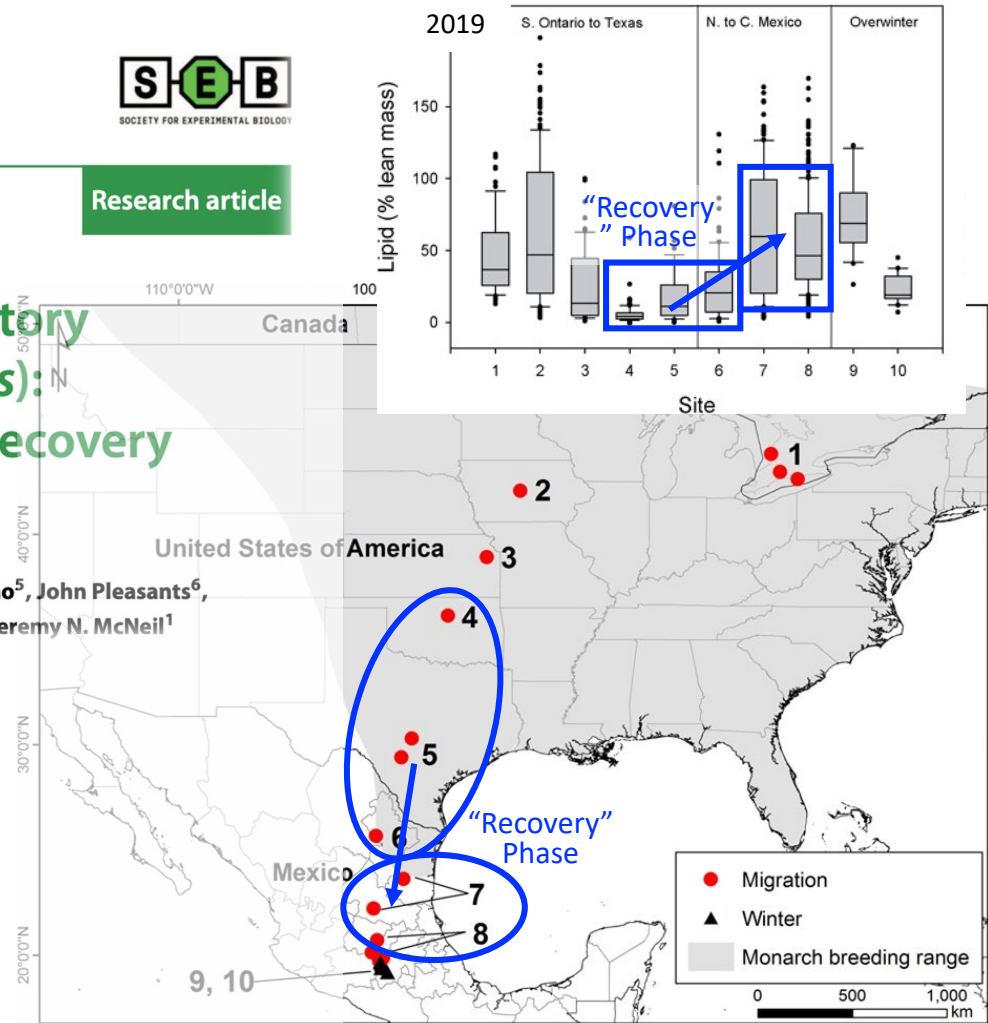 2019
S. Ontario to Texas
N. to C. Mexico
Overwinter
S E B
SOCIETY FOR EXPERIMENTAL BIOLOGY
Research article
Lipid (% lean mass)
150
100
50
0
"Recovery
" Phase
1 2 3 4 5 6 7 8 9 10
Site
110°0'0"W
100
50°0'0"N
40°0'0"N
30°0'0"N
20°0'0"N
tory
s):
ecovery
N
Canada
1
2
United States of America
3
o⁵, John Pleasants⁶,
eremy N. McNeil¹
4
5
6
"Recovery"
Phase
Mexico
7
8
9, 10
Migration
Winter
Monarch breeding range
0 500 1,000
km